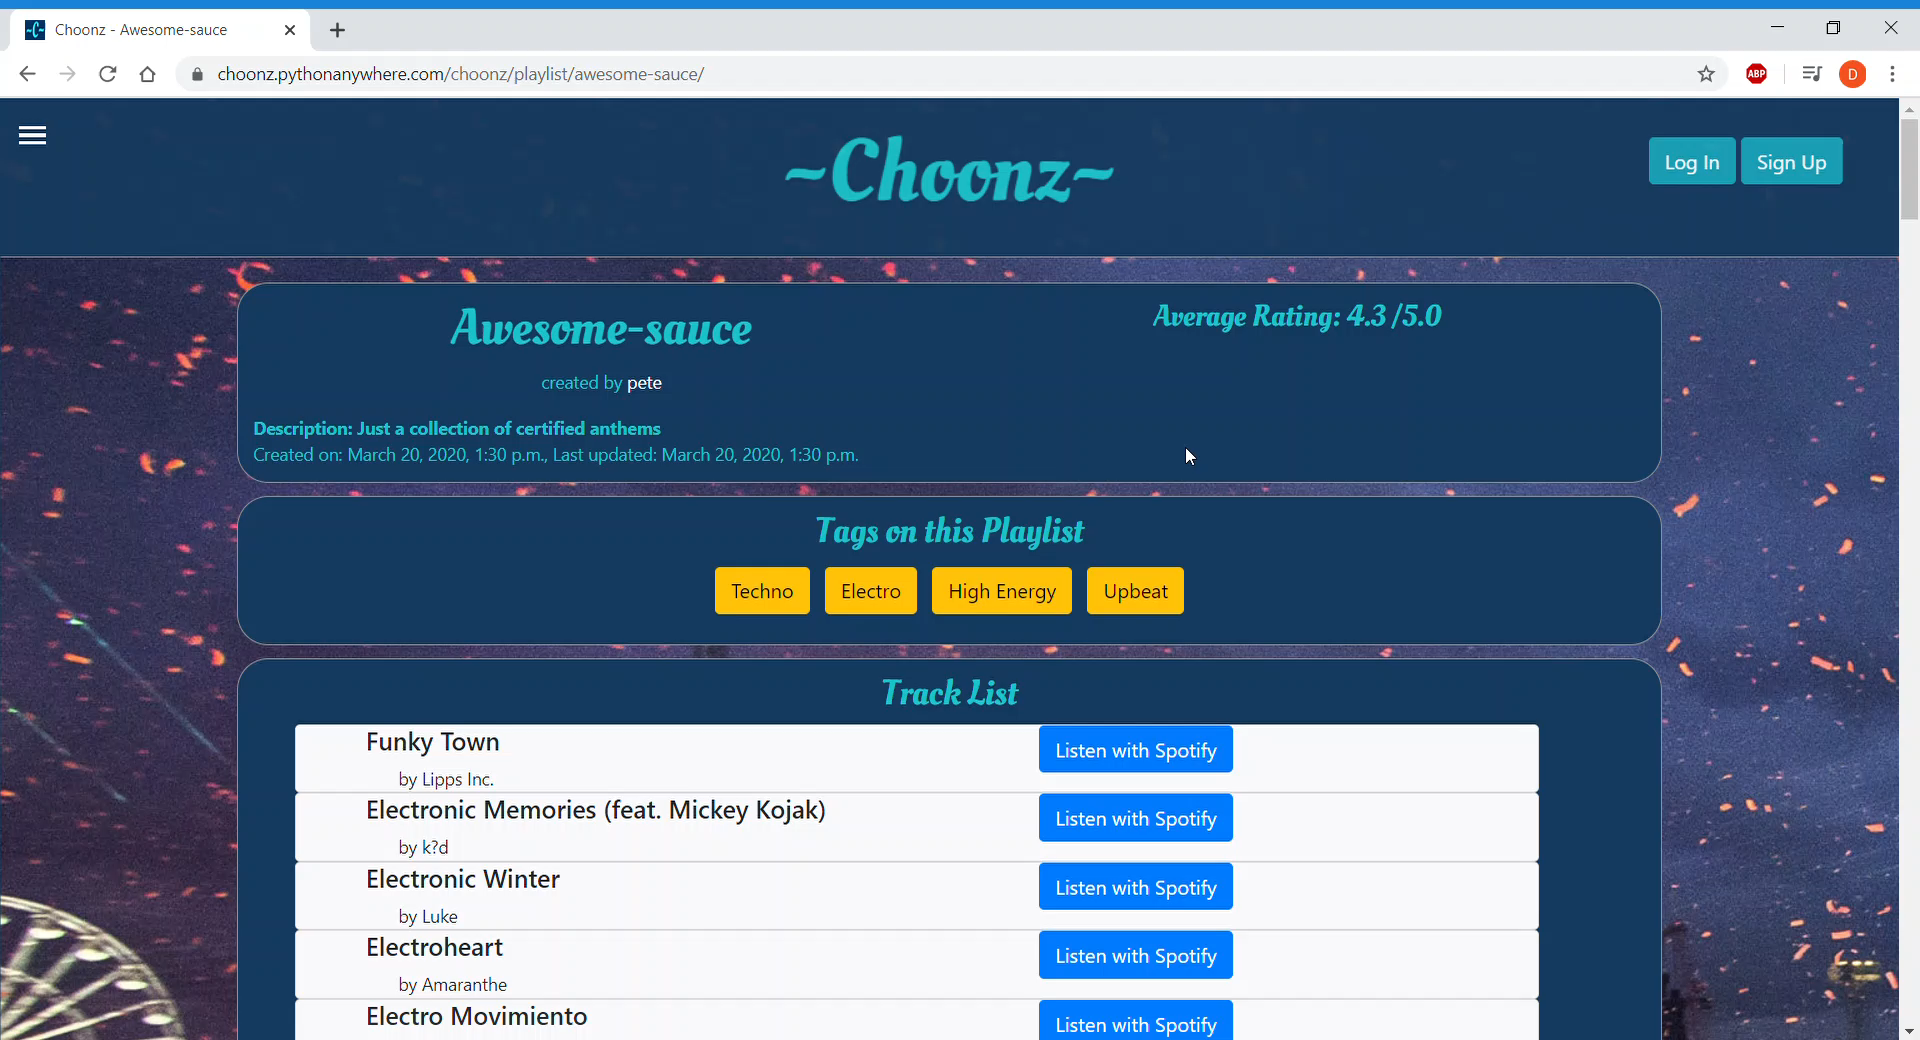 Choonz - Awesome-sauce
choonz.pythonanywhere.com/choonz/playlist/awesome-sauce/
ABP
D
~Choonz~
Log In
Sign Up
Awesome-sauce
Average Rating: 4.3 /5.0
created by pete
Description: Just a collection of certified anthems
Created on: March 20, 2020, 1:30 p.m., Last updated: March 20, 2020, 1:30 p.m.
Tags on this Playlist
Techno
Electro
High Energy
Upbeat
Track List
Funky Town
Listen with Spotify
by Lipps Inc.
Electronic Memories (feat. Mickey Kojak)
Listen with Spotify
by k?d
Electronic Winter
Listen with Spotify
by Luke
Electroheart
Listen with Spotify
by Amaranthe
Electro Movimiento
Listen with Spotify